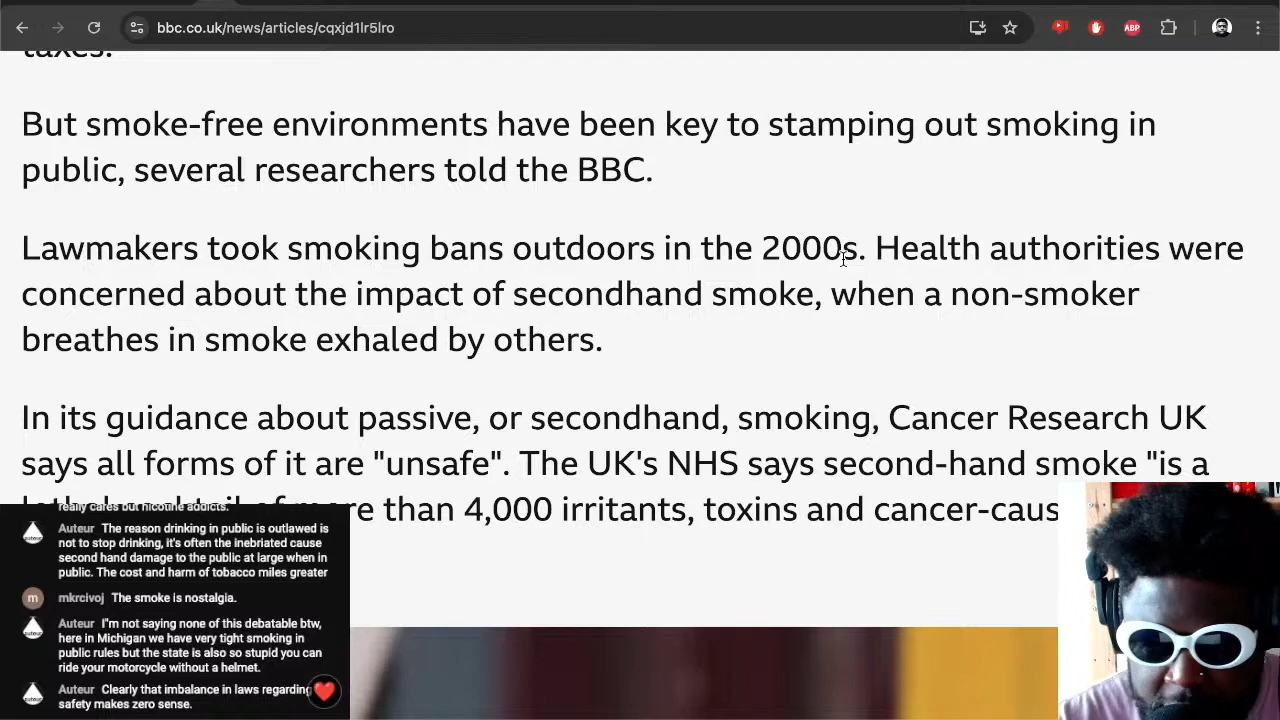 bbc.co.uk/news/articles/cqxjd1lr5lro
ABP
taxes.
But smoke-free environments have been key to stamping out smoking in
public, several researchers told the BBC.
Lawmakers took smoking bans outdoors in the 2000s. Health authorities were
concerned about the impact of secondhand smoke, when a non-smoker
breathes in smoke exhaled by others.
In its guidance about passive, or secondhand, smoking, Cancer Research UK
says all forms of it are "unsafe". The UK's NHS says second-hand smoke "is a
than 4,000 irritants, toxins and cancer-caus
really cares but nicotine addicts.
Auteur The reason drinking in public is outlawed is
not to stop drinking, it's often the inebriated cause
second hand damage to the public at large when in
public. The cost and harm of tobacco miles greater
m mkrcivoj The smoke is nostalgia.
Auteur I'm not saying none of this debatable btw,
here in Michigan we have very tight smoking in
public rules but the state is also so stupid you can
ride your motorcycle without a helmet.
Auteur Clearly that imbalance in laws regarding
safety makes zero sense.